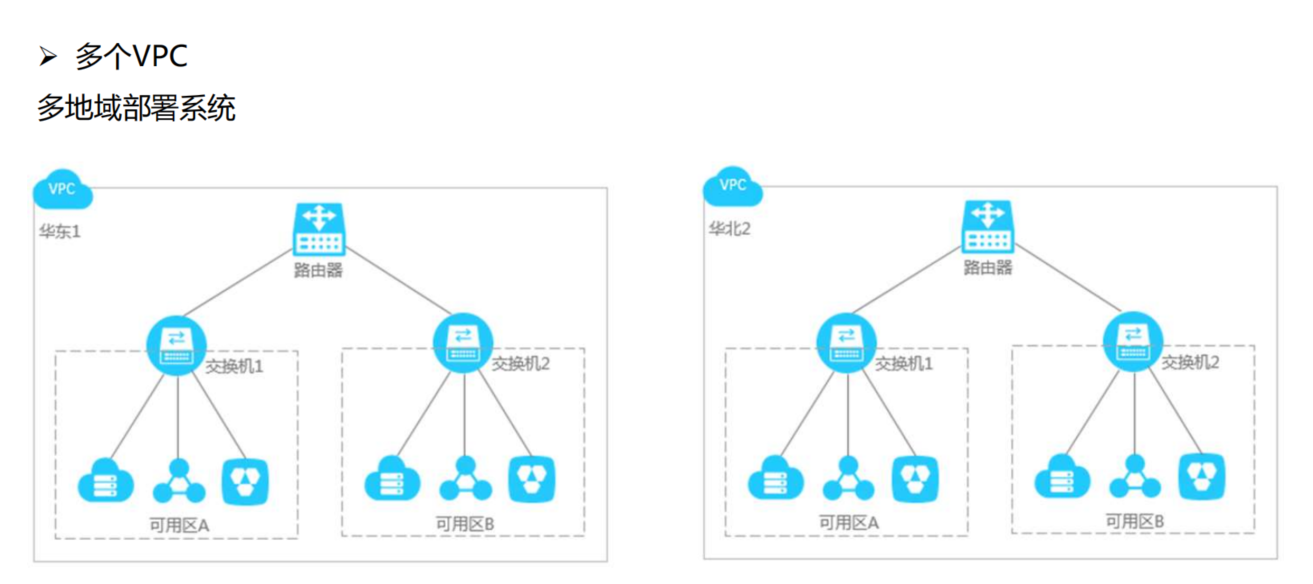 ➢ 多个VPC
多地域部署系统
VPC
华东1
路由器
交换机1
交换机2
可用区A
可用区B
VPC
华北2
路由器
交换机1
交换机2
可用区A
可用区B